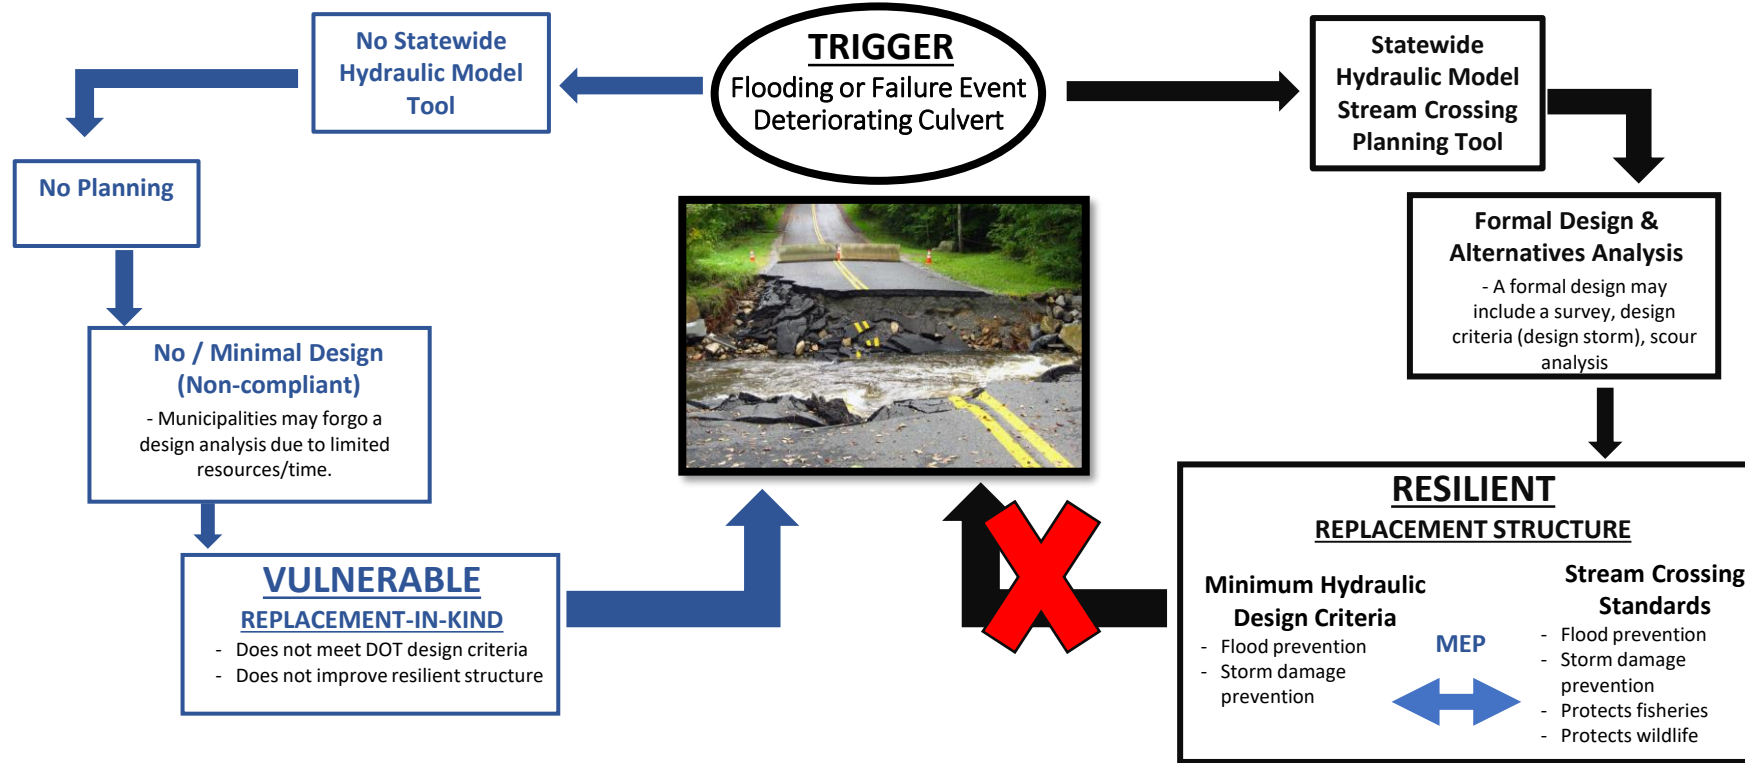 TRIGGER
Flooding or Failure Event
Deteriorating Culvert
No Statewide
Hydraulic Model
Tool
No Planning
No / Minimal Design
(Non-compliant)
- Municipalities may forgo a
design analysis due to limited
resources/time.
VULNERABLE
REPLACEMENT-IN-KIND
- Does not meet DOT design criteria
- Does not improve resilient structure
Statewide
Hydraulic Model
Stream Crossing
Planning Tool
Formal Design &
Alternatives Analysis
- A formal design may
include a survey, design
criteria (design storm), scour
analysis
RESILIENT
REPLACEMENT STRUCTURE
Minimum Hydraulic
Design Criteria
- Flood prevention
- Storm damage
prevention
MEP
Stream Crossing
Standards
- Flood prevention
- Storm damage
prevention
- Protects fisheries
- Protects wildlife